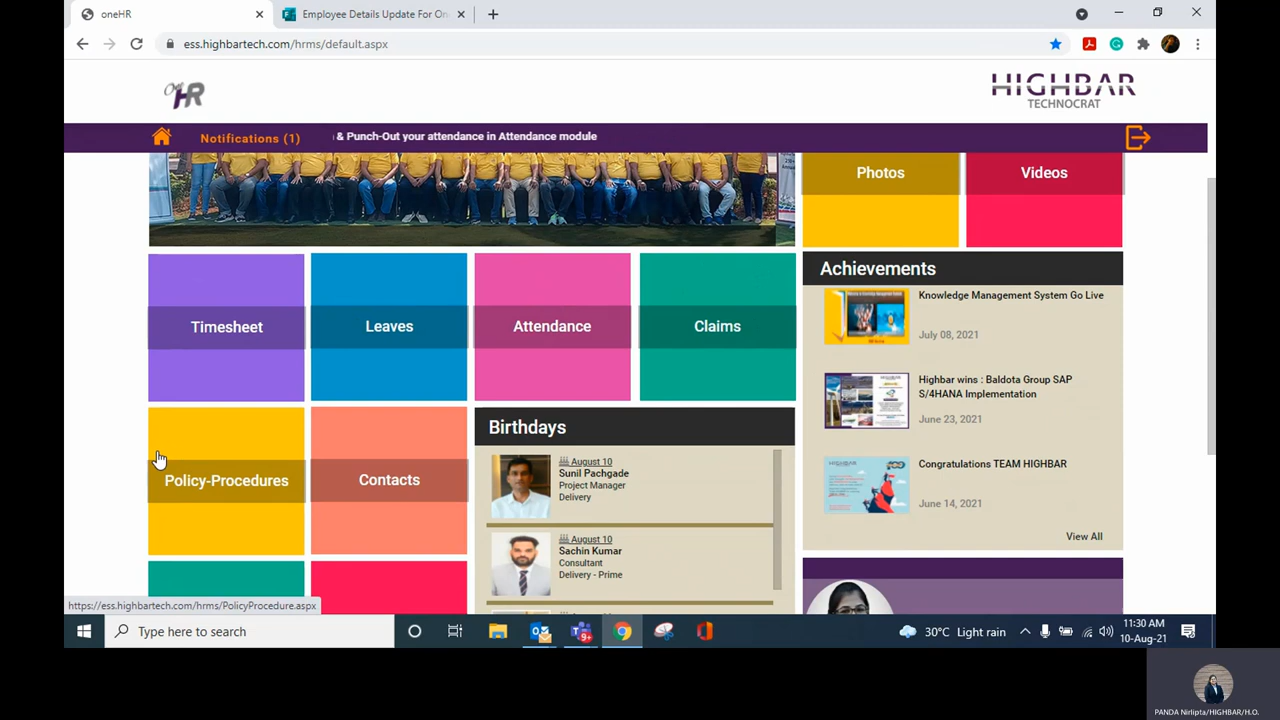 oneHR
Employee Details Update For On
ess.highbartech.com/hrms/default.aspx
One HR
HIGHBAR
TECHNOCRAT
Notifications (1)
& Punch-Out your attendance in Attendance module
Photos
Videos
Timesheet
Leaves
Attendance
Claims
Achievements
Knowledge Management System Go Live
July 08, 2021
Highbar wins : Baldota Group SAP
S/4HANA Implementation
June 23, 2021
Congratulations TEAM HIGHBAR
June 14, 2021
View All
Policy-Procedures
Contacts
Birthdays
August 10
Sunil Pachgade
Project Manager
Delivery
August 10
Sachin Kumar
Consultant
Delivery - Prime
https://ess.highbartech.com/hrms/PolicyProcedure.aspx
Type here to search
9+
30°C Light rain
11:30 AM
10-Aug-21
PANDA Nirlipta/HIGHBAR/H.O.